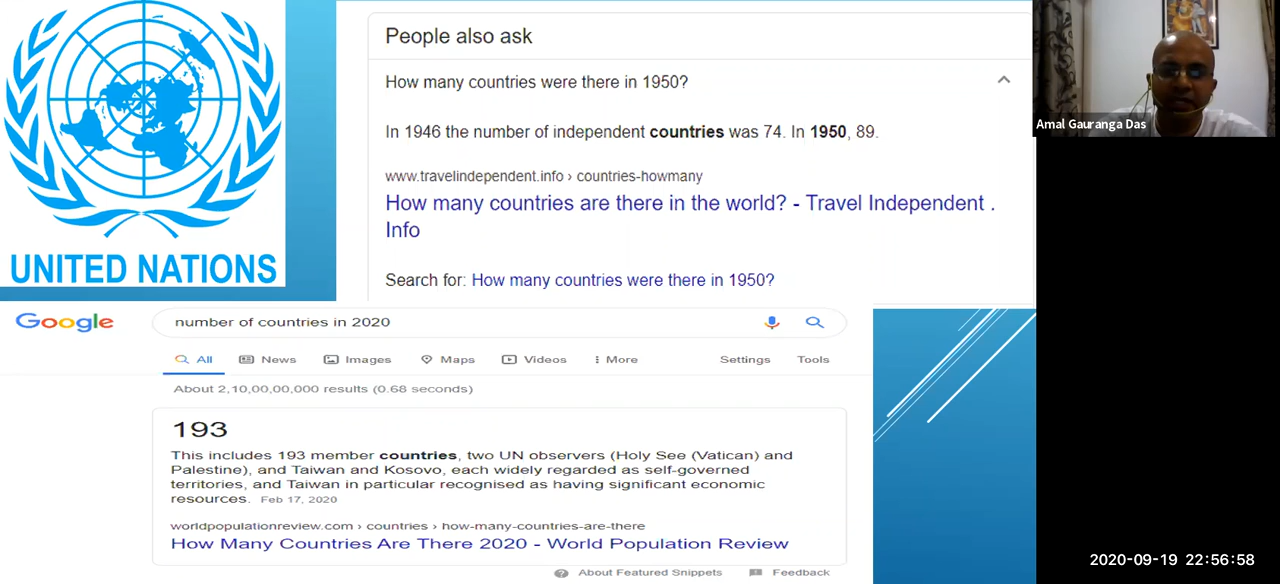 UNITED NATIONS
People also ask
How many countries were there in 1950?
In 1946 the number of independent countries was 74. In 1950, 89.
www.travelindependent.info › countries-howmany
How many countries are there in the world? - Travel Independent .
Info
Search for: How many countries were there in 1950?
Amal Gauranga Das
Google
number of countries in 2020
All News Images Maps Videos More Settings Tools
About 2,10,00,00,000 results (0.68 seconds)
193
This includes 193 member countries, two UN observers (Holy See (Vatican) and
Palestine), and Taiwan and Kosovo, each widely regarded as self-governed
territories, and Taiwan in particular recognised as having significant economic
resources. Feb 17, 2020
worldpopulationreview.com › countries › how-many-countries-are-there
How Many Countries Are There 2020 - World Population Review
About Featured Snippets Feedback
2020-09-19 22:56:58